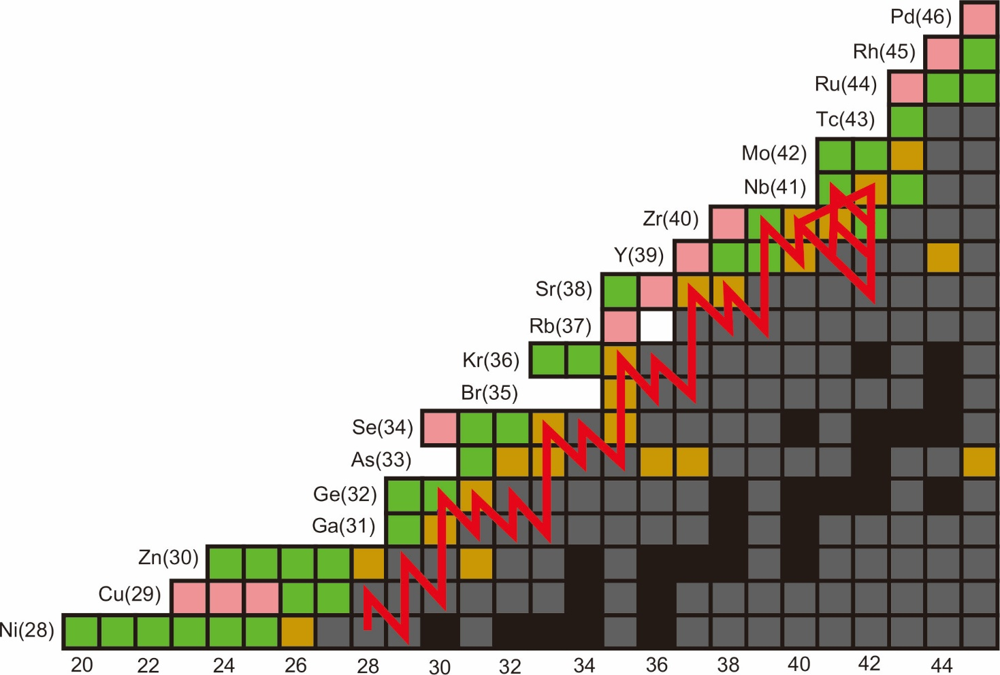 Pd(46)
Rh(45)
Ru(44)
Tc(43)
Mo(42)
Nb(41)
Zr(40)
Y(39)
Sr(38)
Rb(37)
Kr(36)
Br(35)
Se(34)
As(33)
Ge(32)
Ga(31)
Zn(30)
Cu(29)
Ni(28)
20 22 24 26 28 30 32 34 36 38 40 42 44